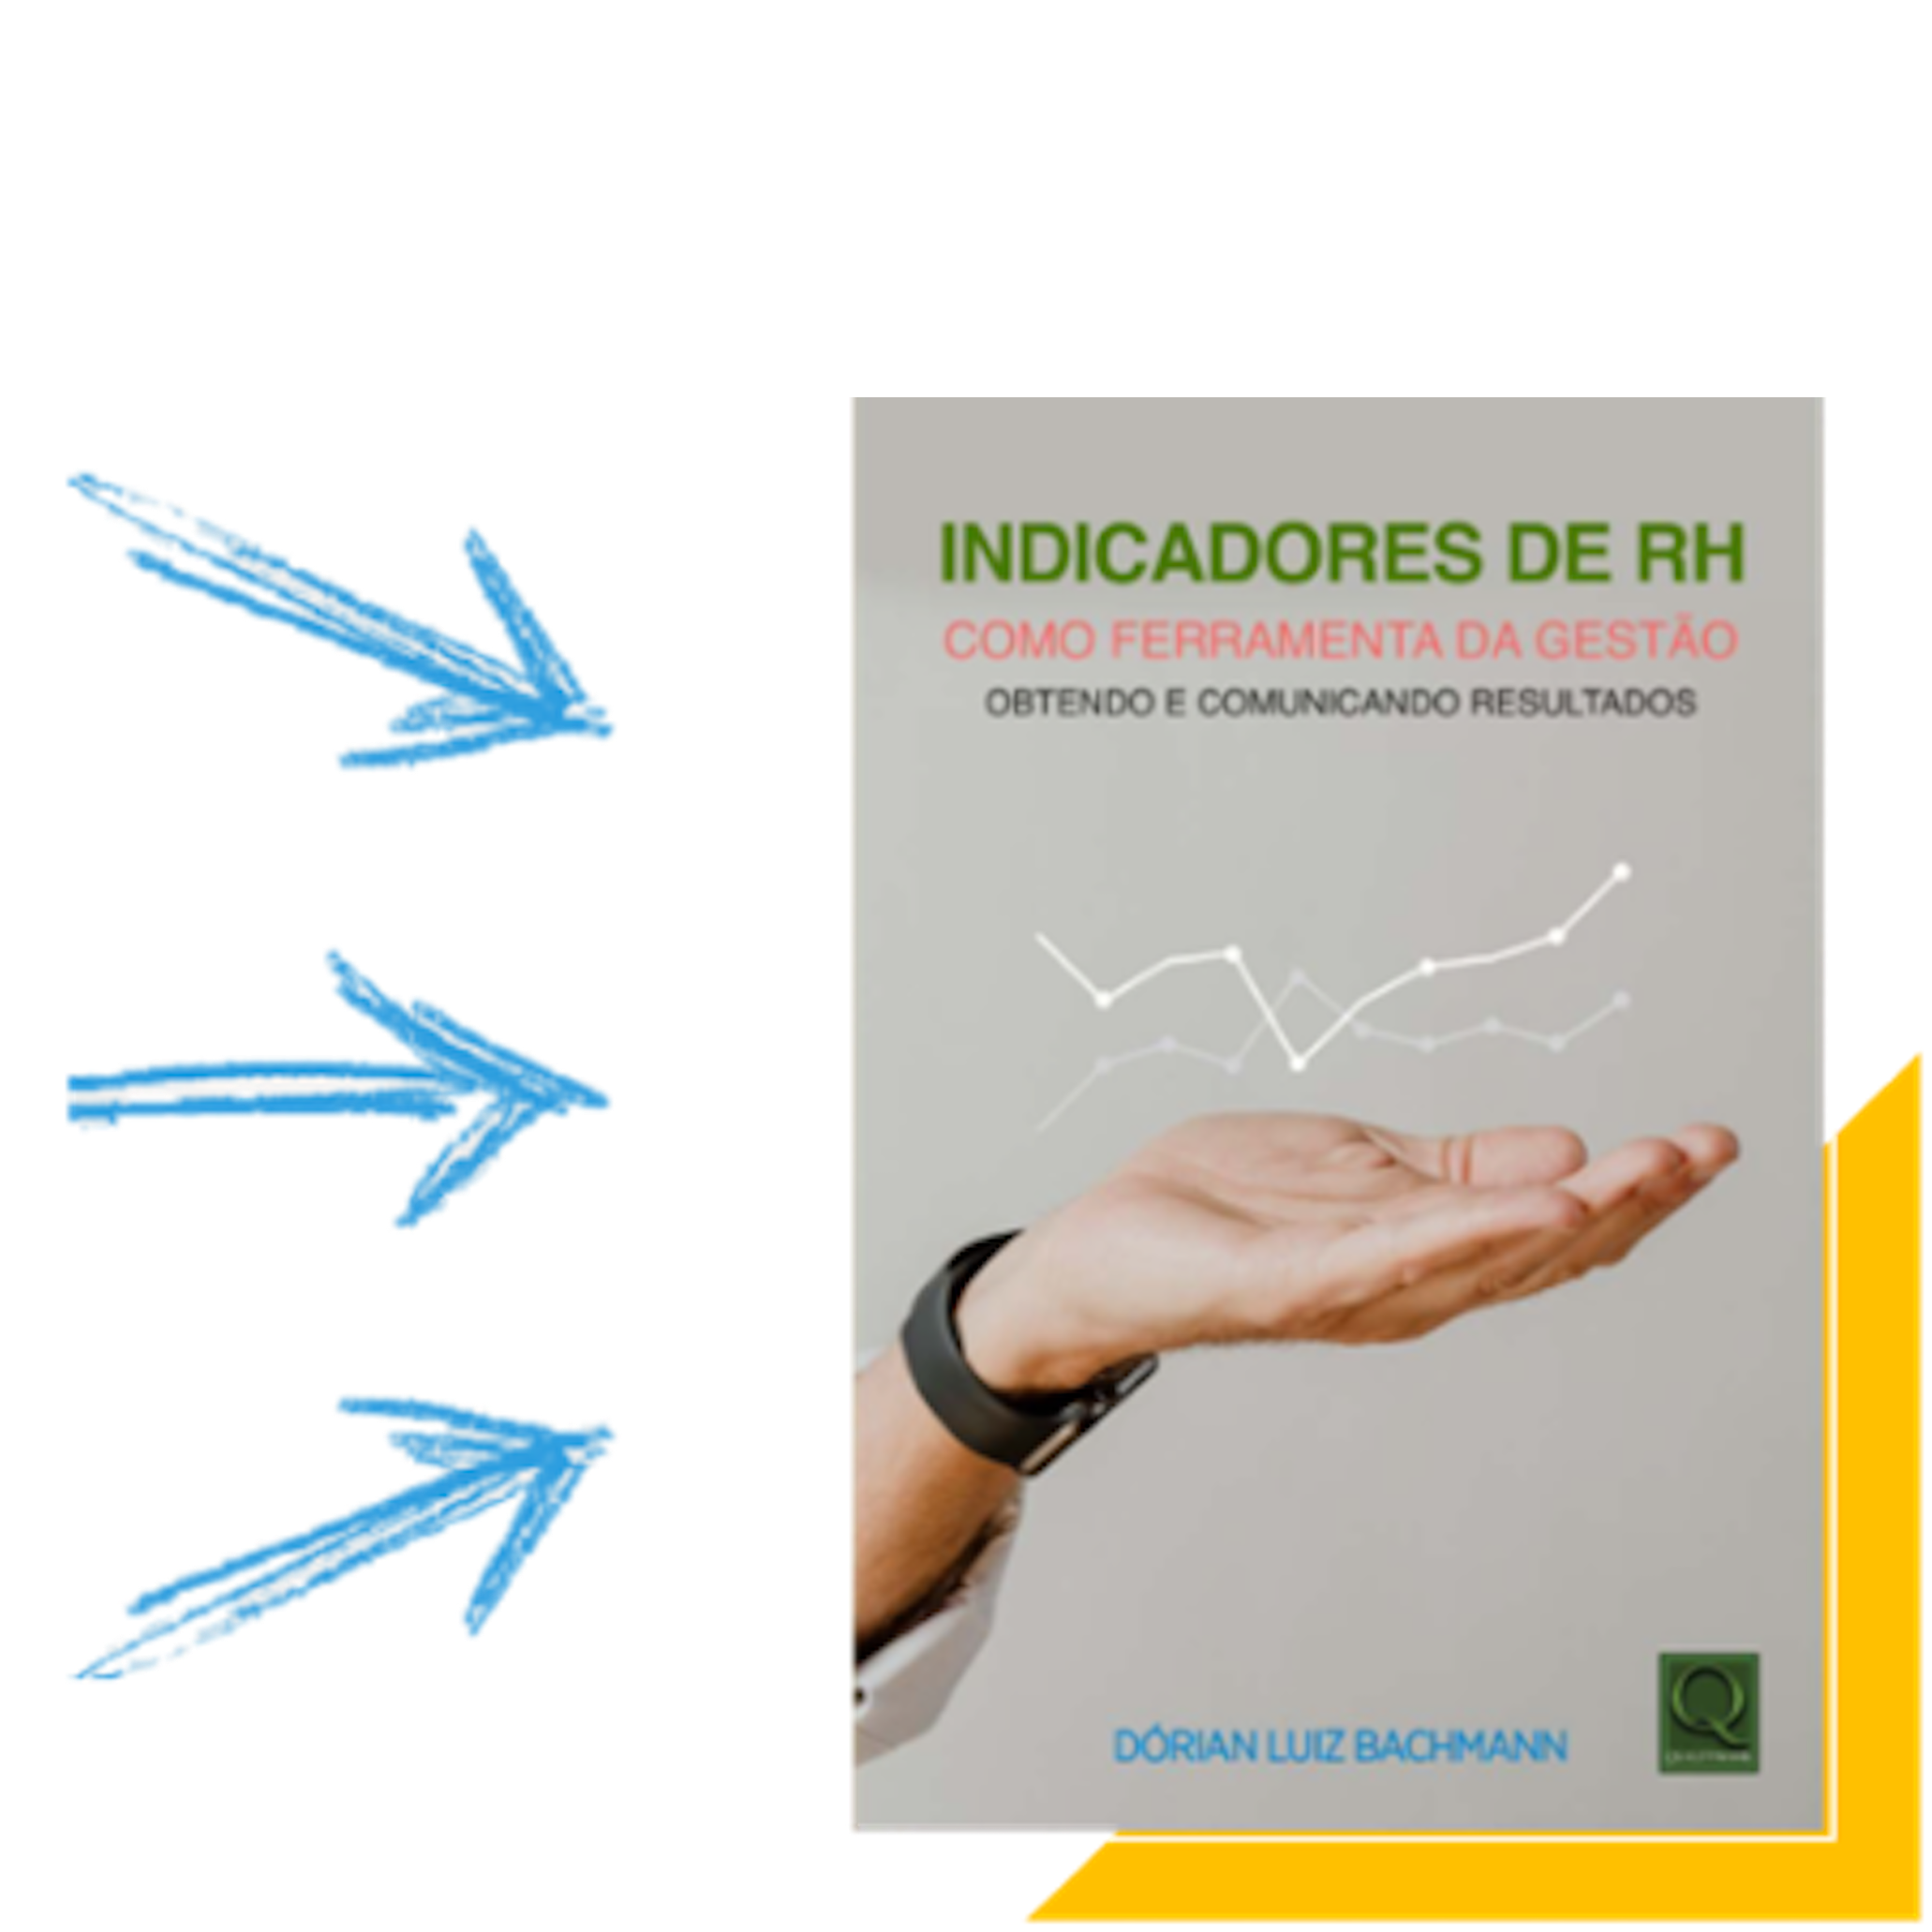 INDICADORES DE RH
COMO FERRAMENTA DA GESTÃO
OBTENDO E COMUNICANDO RESULTADOS
DÓRIAN LUIZ BACHMANN
Q